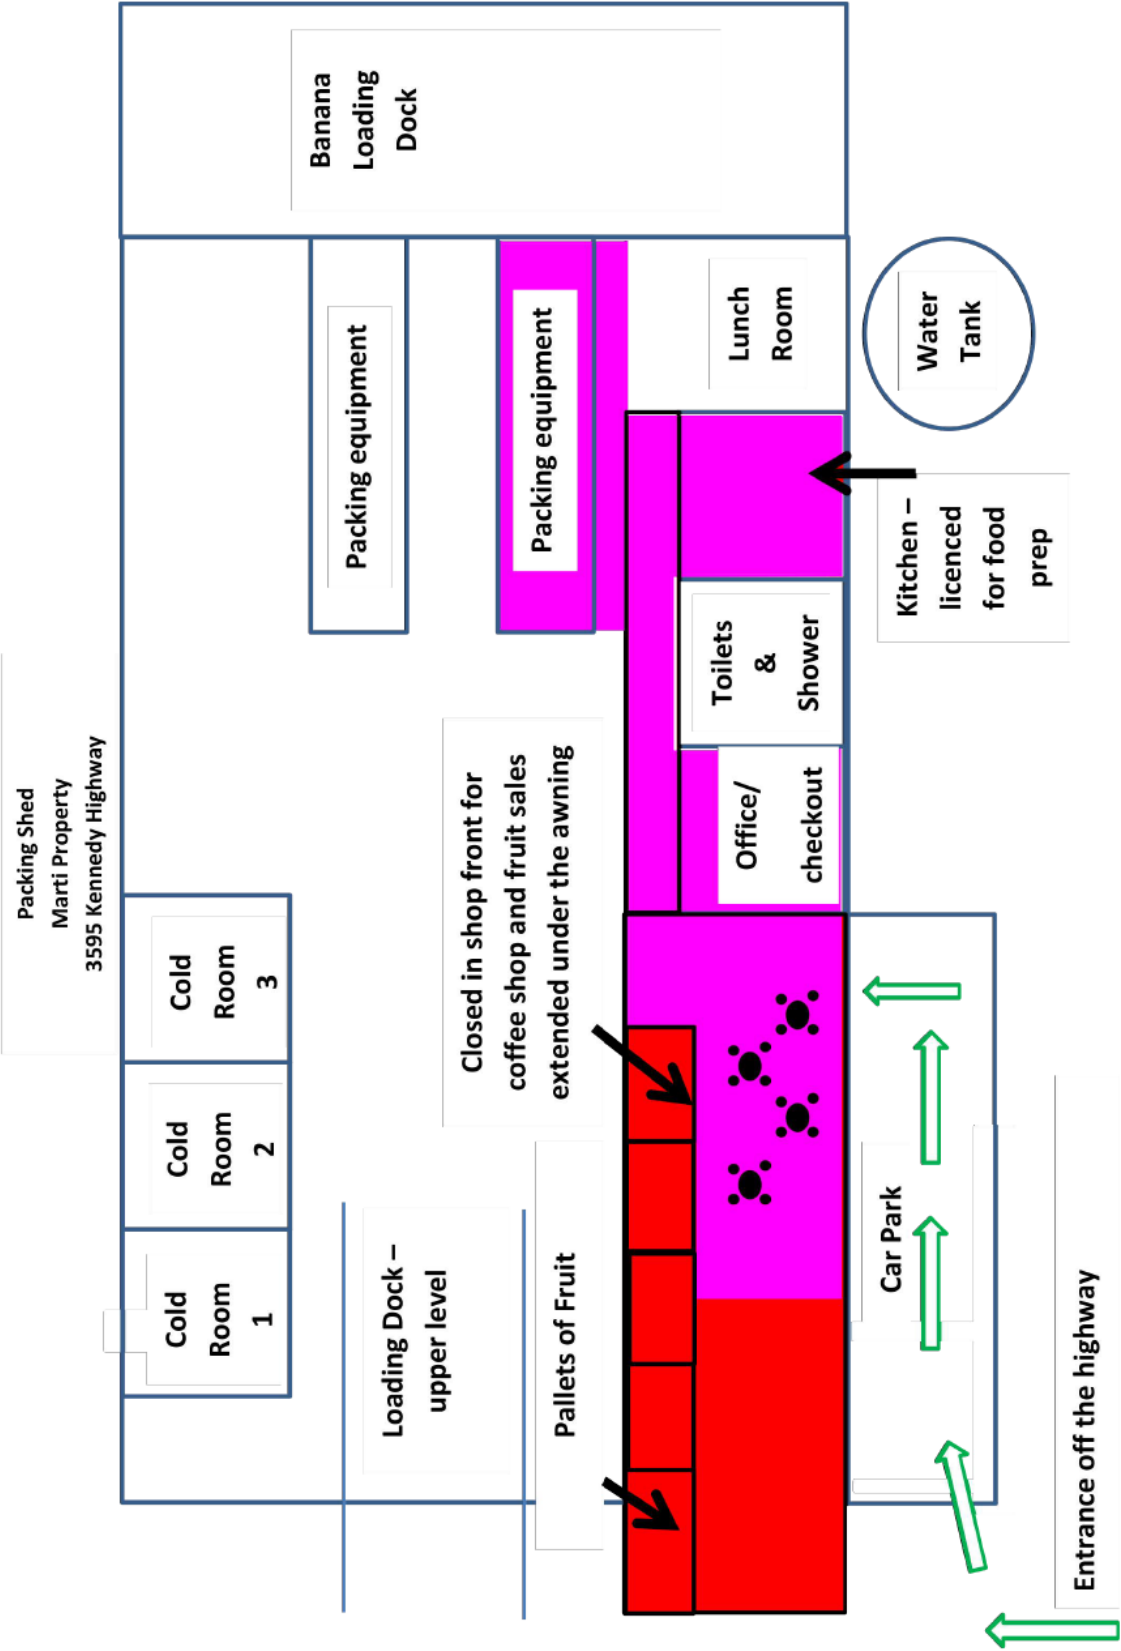 Packing Shed
Marti Property
3595 Kennedy Highway
Cold
Room
1
Cold
Room
2
Cold
Room
3
Loading Dock –
upper level
Packing equipment
Banana
Loading
Dock
Closed in shop front for
coffee shop and fruit sales
extended under the awning
Packing equipment
Pallets of Fruit
Office/
checkout
Toilets
&
Shower
Lunch
Room
Car Park
Kitchen –
licenced
for food
prep
Water
Tank
Entrance off the highway